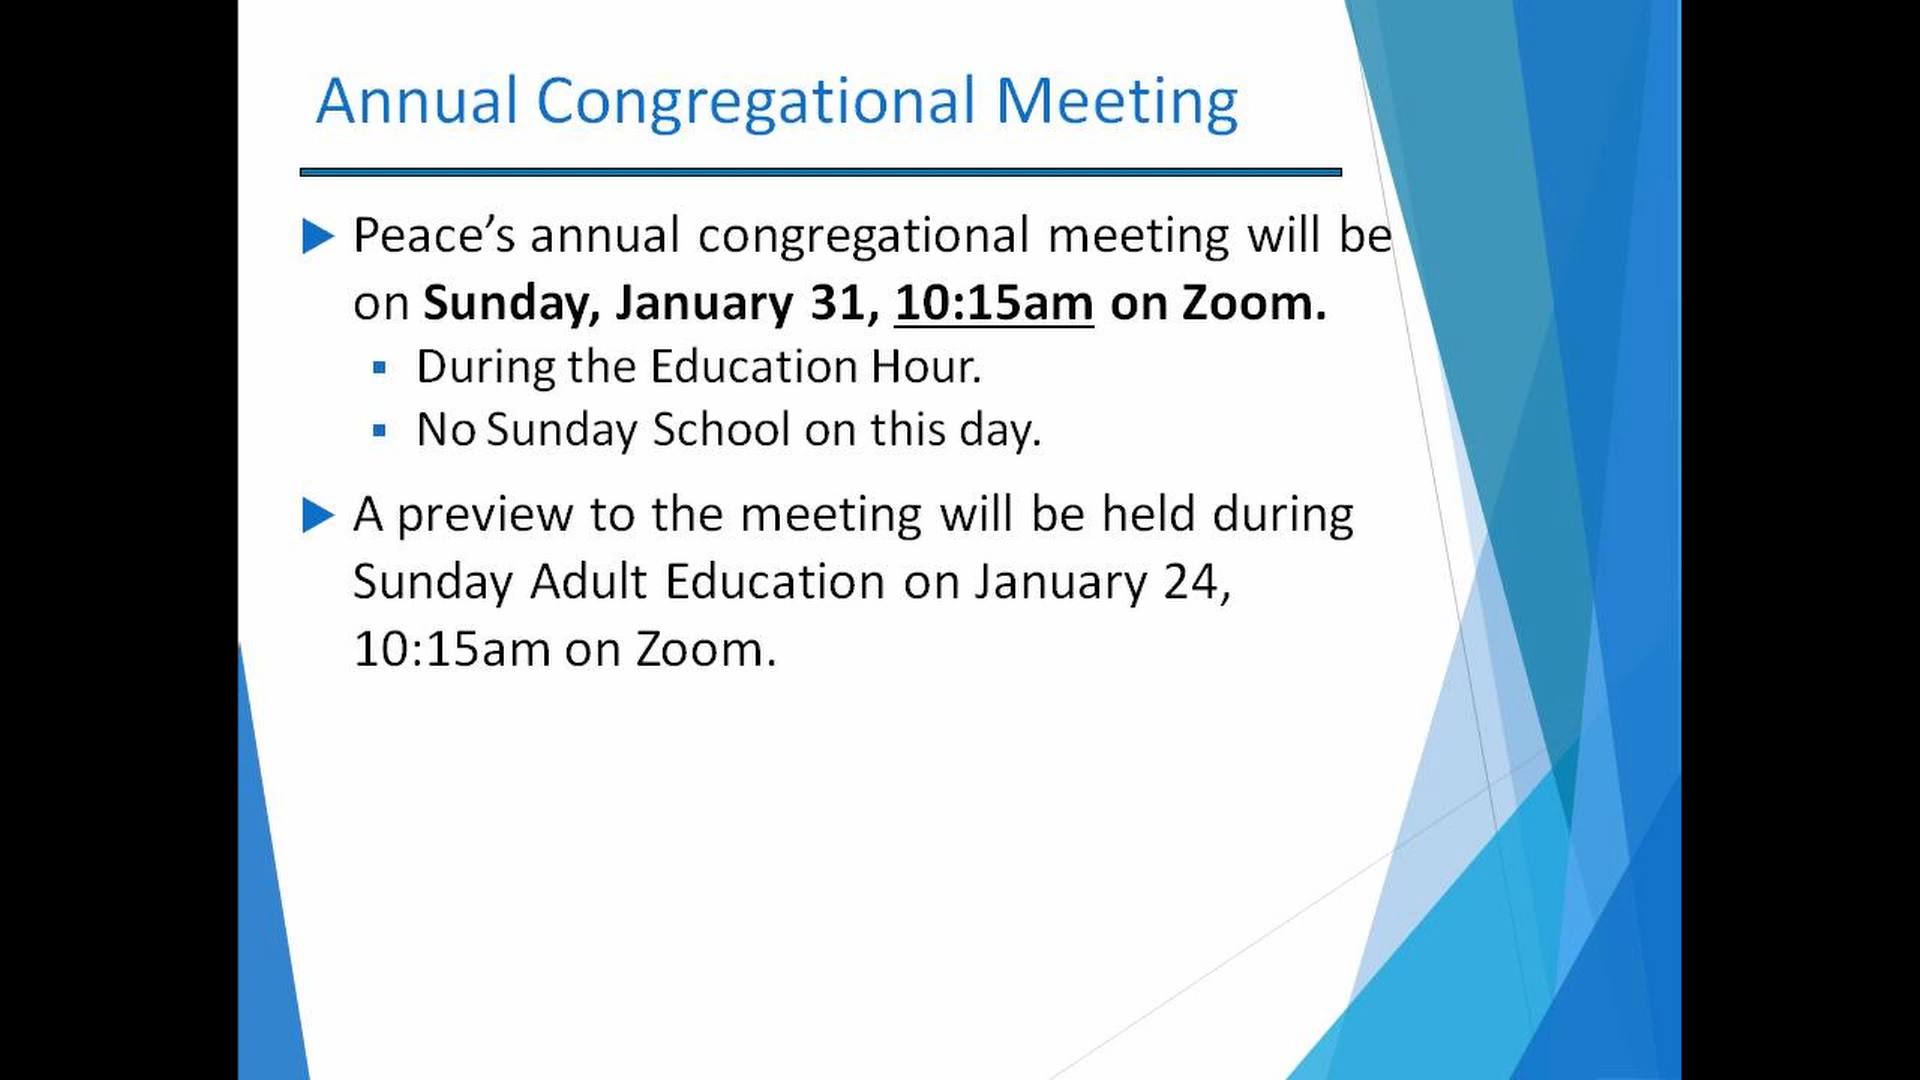 Annual Congregational Meeting
Peace’s annual congregational meeting will be
on Sunday, January 31, 10:15am on Zoom.
During the Education Hour.
No Sunday School on this day.
A preview to the meeting will be held during
Sunday Adult Education on January 24,
10:15am on Zoom.